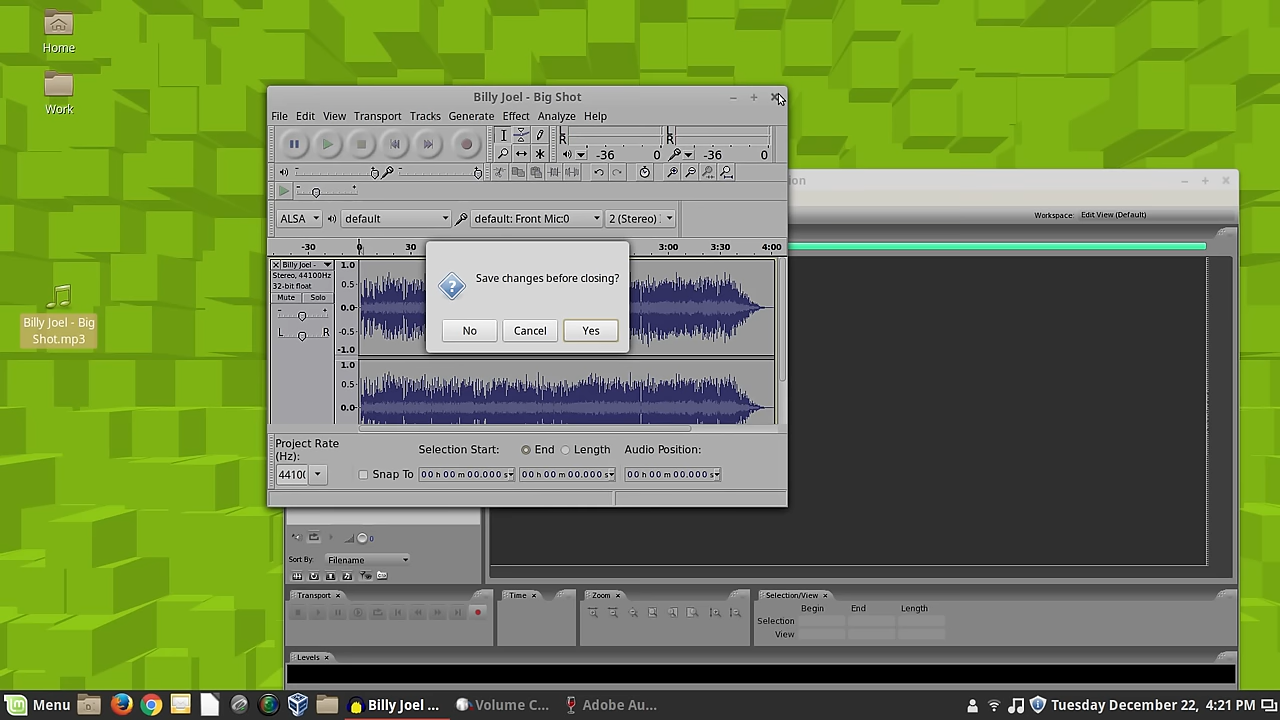 Home
Work
Billy Joel - Big
Shot.mp3
Billy Joel - Big Shot
File Edit View Transport Tracks Generate Effect Analyze Help
-36 0 -36 0
ALSA default default: Front Mic:0 2 (Stereo)
-30 0 30 3:00 3:30 4:00
Billy Joel -
Stereo, 44100Hz
32-bit float
Mute Solo
L R
1.0
0.5
0.0
-0.5
-1.0
1.0
0.5
0.0
Save changes before closing?
No Cancel Yes
Project Rate
(Hz):
Selection Start: End Length Audio Position:
Snap To 00 h 00 m 00.000 s 00 h 00 m 00.000 s 00 h 00 m 00.000 s
Workspace: Edit View (Default)
Sort By: Filename
Transport Time Zoom Selection/View
Begin End Length
Selection
View
Levels
Menu Billy Joel ... Volume C... Adobe Au... Tuesday December 22, 4:21 PM